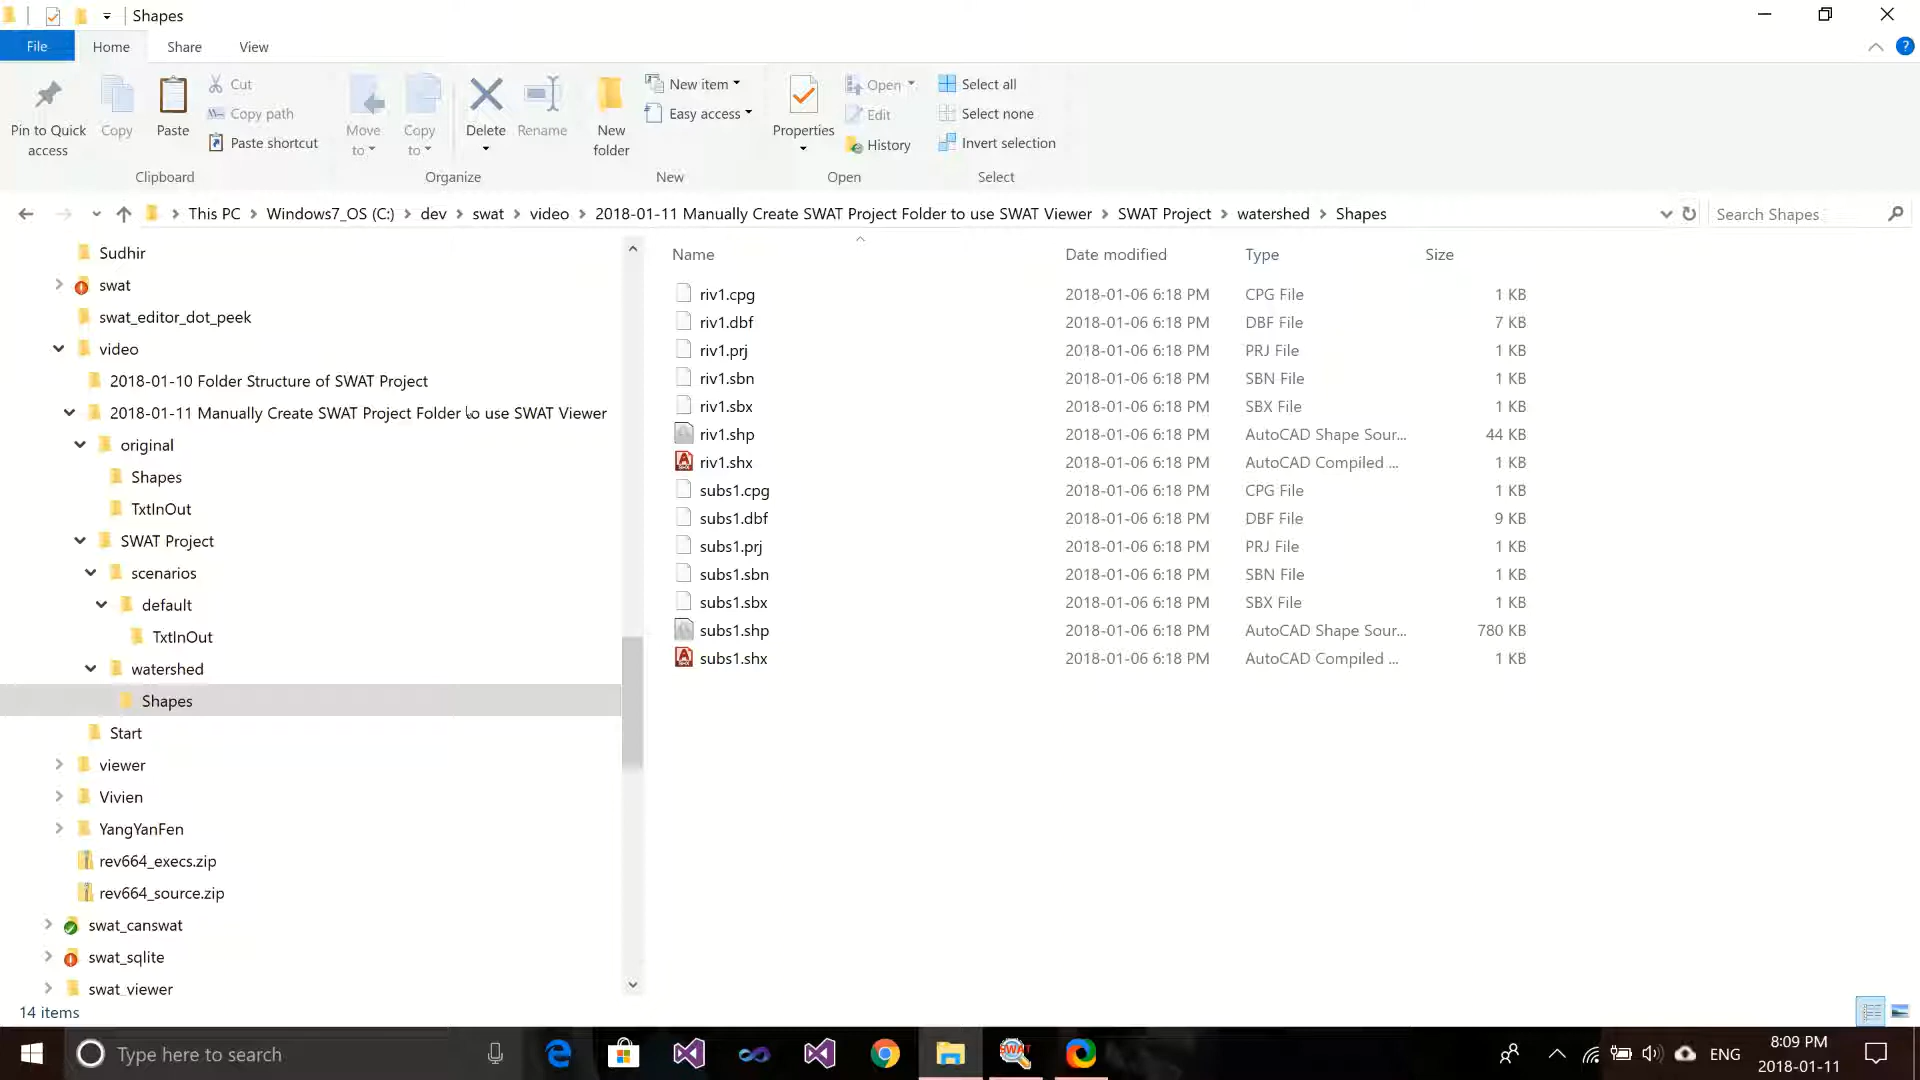 Shapes
File Home Share View
Pin to Quick access
Copy
Paste
Cut
Copy path
Paste shortcut
Clipboard
Move to
Copy to
Delete
Rename
Organize
New folder
New item
Easy access
New
Properties
Open
Edit
History
Open
Select all
Select none
Invert selection
Select
This PC Windows7_OS (C:) dev swat video 2018-01-11 Manually Create SWAT Project Folder to use SWAT Viewer SWAT Project watershed Shapes
Search Shapes
Sudhir
swat
swat_editor_dot_peek
video
2018-01-10 Folder Structure of SWAT Project
2018-01-11 Manually Create SWAT Project Folder to use SWAT Viewer
original
Shapes
TxtInOut
SWAT Project
scenarios
default
TxtInOut
watershed
Shapes
Start
viewer
Vivien
YangYanFen
rev664_execs.zip
rev664_source.zip
swat_canswat
swat_sqlite
swat_viewer
Name Date modified Type Size
riv1.cpg 2018-01-06 6:18 PM CPG File 1 KB
riv1.dbf 2018-01-06 6:18 PM DBF File 7 KB
riv1.prj 2018-01-06 6:18 PM PRJ File 1 KB
riv1.sbn 2018-01-06 6:18 PM SBN File 1 KB
riv1.sbx 2018-01-06 6:18 PM SBX File 1 KB
riv1.shp 2018-01-06 6:18 PM AutoCAD Shape Sour... 44 KB
riv1.shx 2018-01-06 6:18 PM AutoCAD Compiled ... 1 KB
subs1.cpg 2018-01-06 6:18 PM CPG File 1 KB
subs1.dbf 2018-01-06 6:18 PM DBF File 9 KB
subs1.prj 2018-01-06 6:18 PM PRJ File 1 KB
subs1.sbn 2018-01-06 6:18 PM SBN File 1 KB
subs1.sbx 2018-01-06 6:18 PM SBX File 1 KB
subs1.shp 2018-01-06 6:18 PM AutoCAD Shape Sour... 780 KB
subs1.shx 2018-01-06 6:18 PM AutoCAD Compiled ... 1 KB
14 items
Type here to search
SWAT
ENG
8:09 PM
2018-01-11